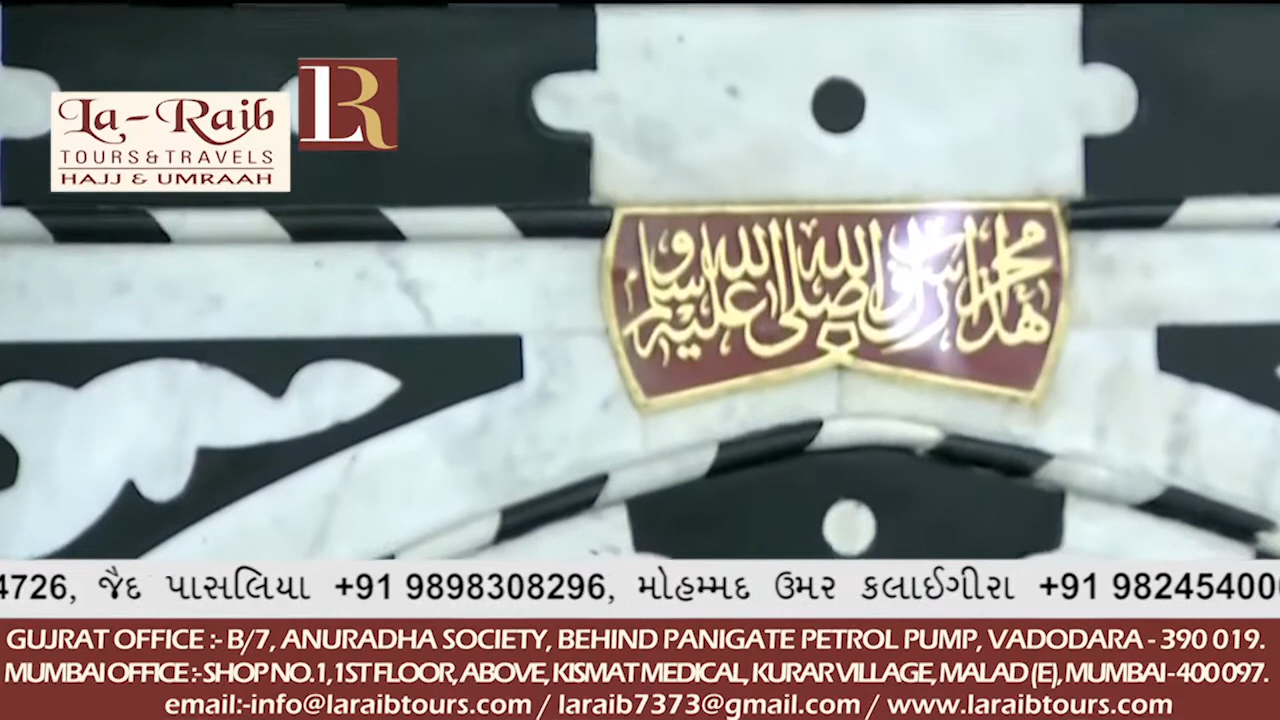 La-Raib
TOURS & TRAVELS
HAJJ & UMRAAH
LR
هذا محراب رسول الله صلى الله عليه وسلم
4726, જૈદ પાસલિયા +91 9898308296, મોહમ્મદ ઉમર કલાઈગીરા +91 982454000
GUJRAT OFFICE :- B/7, ANURADHA SOCIETY, BEHIND PANIGATE PETROL PUMP, VADODARA - 390 019.
MUMBAI OFFICE :- SHOP NO. 1, 1ST FLOOR, ABOVE, KISMAT MEDICAL, KURAR VILLAGE, MALAD (E), MUMBAI - 400 097.
email:-info@laraibtours.com / laraib7373@gmail.com / www.laraibtours.com